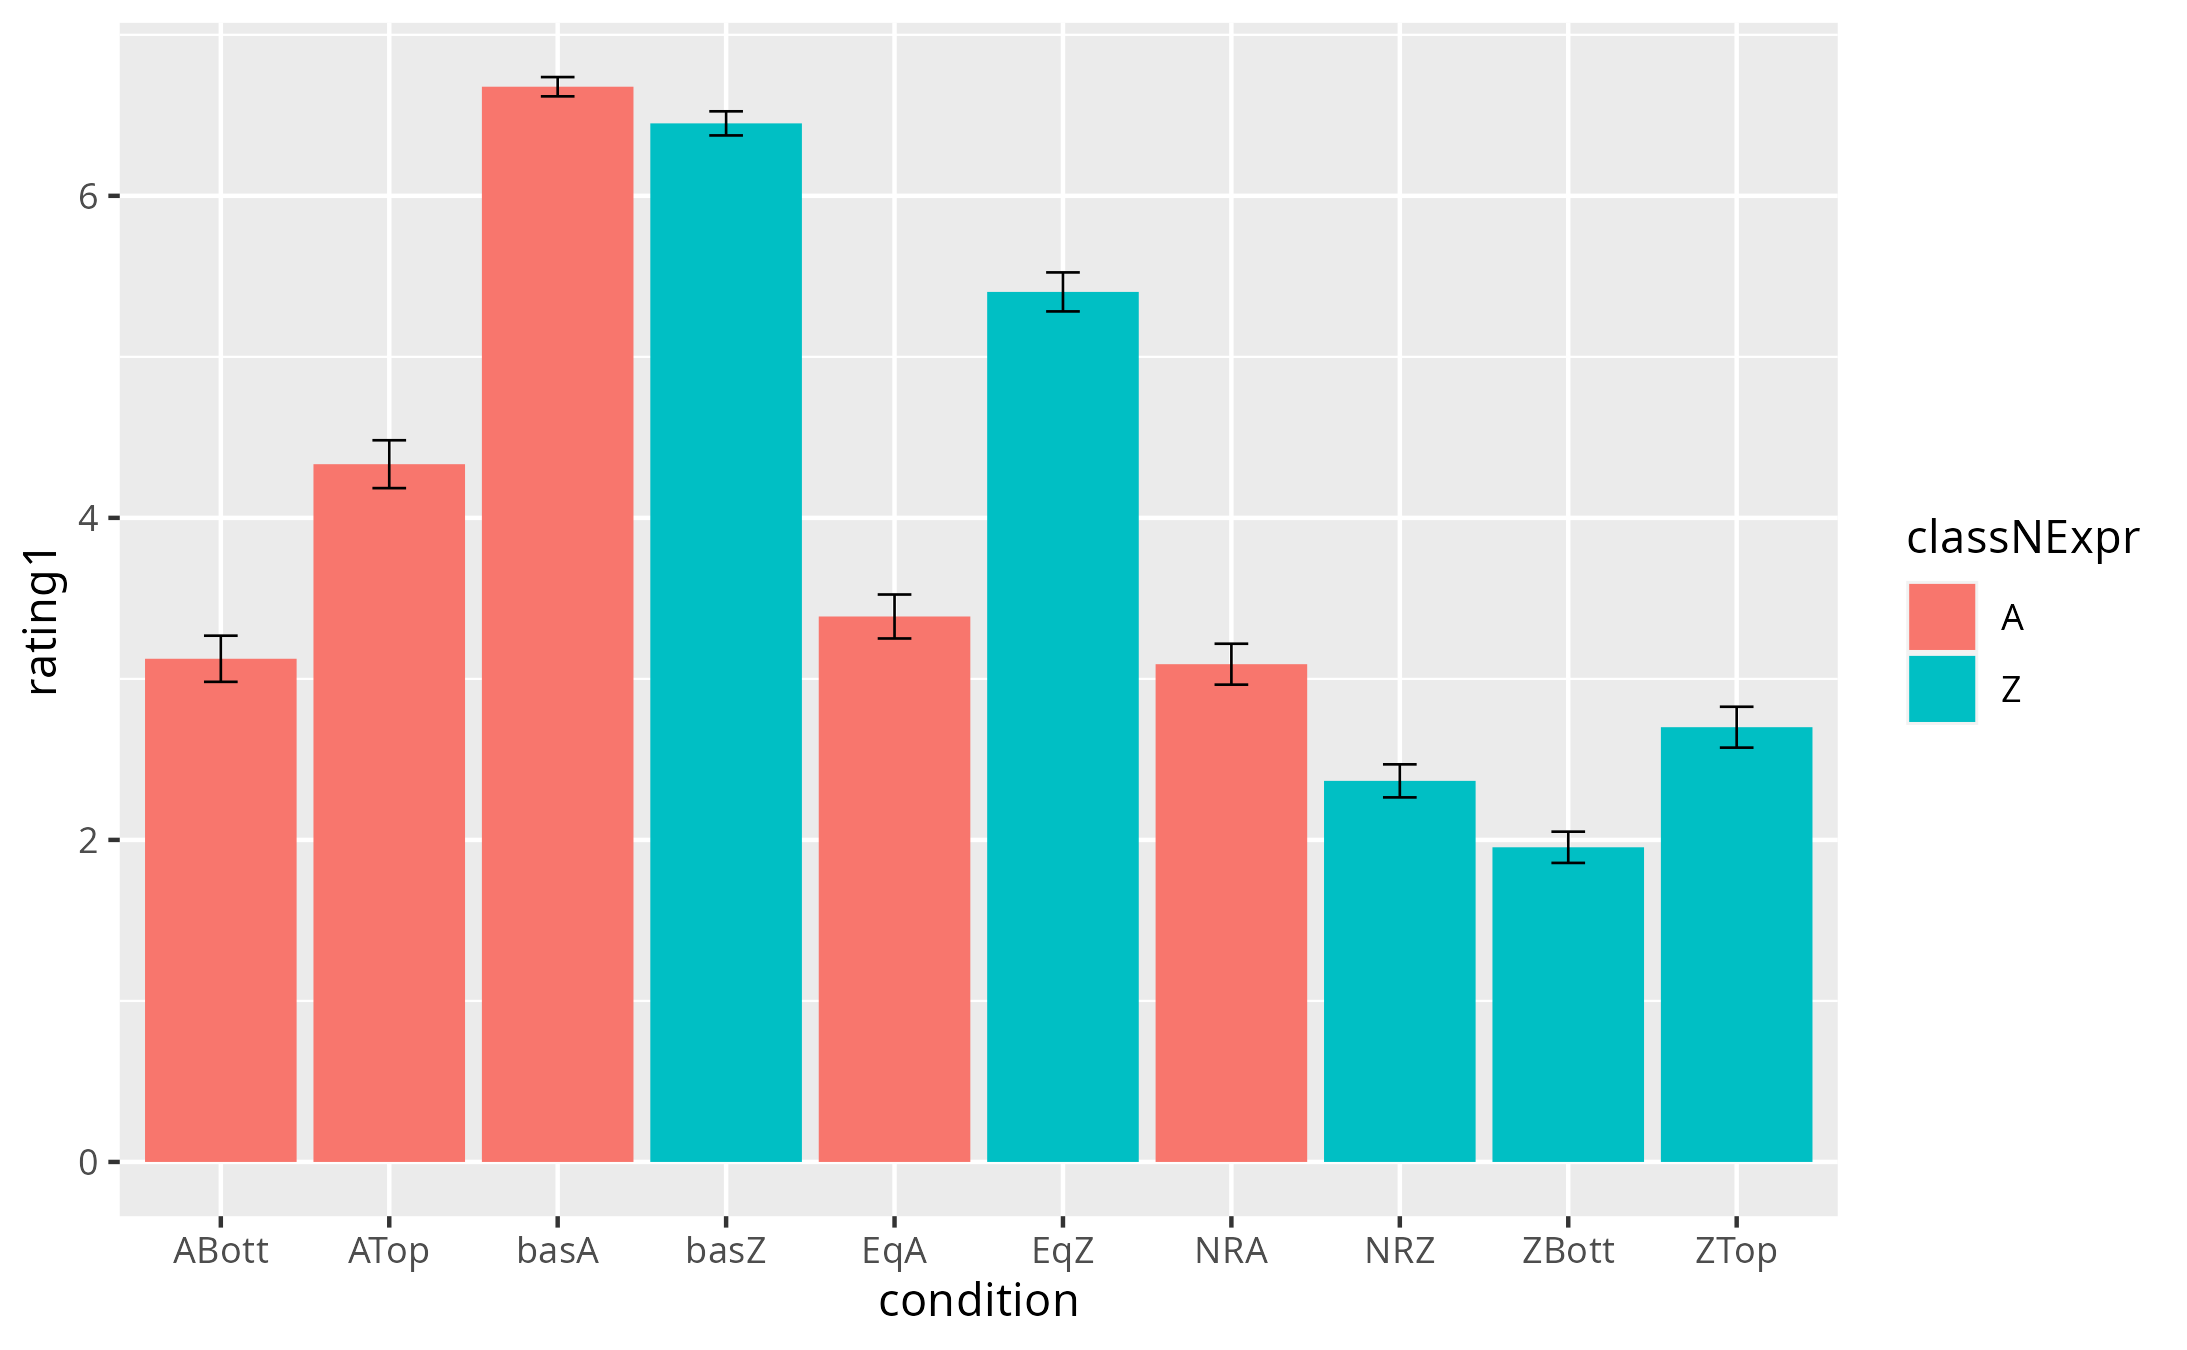 rating1
6
4
2
0
ABott ATop basA basZ EqA EqZ NRA NRZ ZBott ZTop
condition
classNExpr
A
Z